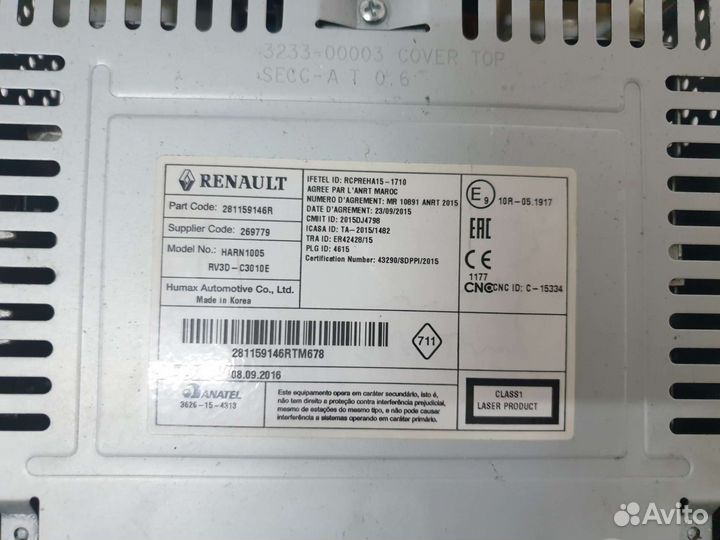 3233-00003 COVER TOP
SECC-A T 0.6
RENAULT
Part Code: 281159146R
Supplier Code: 269779
Model No.: HARN1005
RV3D-C3010E
Humax Automotive Co., Ltd.
Made in Korea
IFETEL ID: RCPREHA15-1710
AGREE PAR L'ANRT MAROC
NUMERO D'AGREMENT: MR 10891 ANRT 2015
DATE D'AGREMENT: 23/09/2015
CMIIT ID: 2015DJ4798
ICASA ID: TA-2015/1482
TRA ID: ER42428/15
PLG ID: 4615
Certification Number: 43290/SDPPI/2015
E9 10R-05.1917
EAC
CE
1177
CNC CNC ID: C-15334
281159146RTM678
711
08.09.2016
ANATEL
3626-15-4313
Este equipamento opera em caráter secundário, isto é,
não tem direito a proteção contra interferência prejudicial,
mesmo de estações do mesmo tipo, e não pode causar
interferência a sistemas operando em caráter primário.
CLASS1
LASER PRODUCT
Avito